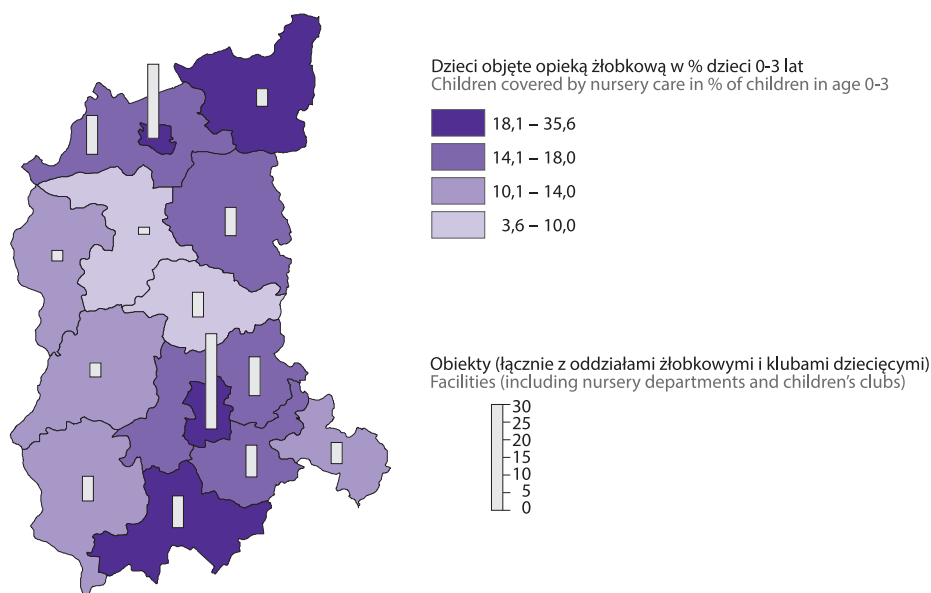 Dzieci objęte opieką żłobkową w % dzieci 0-3 lat
Children covered by nursery care in % of children in age 0-3
18,1 – 35,6
14,1 – 18,0
10,1 – 14,0
3,6 – 10,0
Obiekty (łącznie z oddziałami żłobkowymi i klubami dziecięcymi)
Facilities (including nursery departments and children's clubs)
30
25
20
15
10
5
0